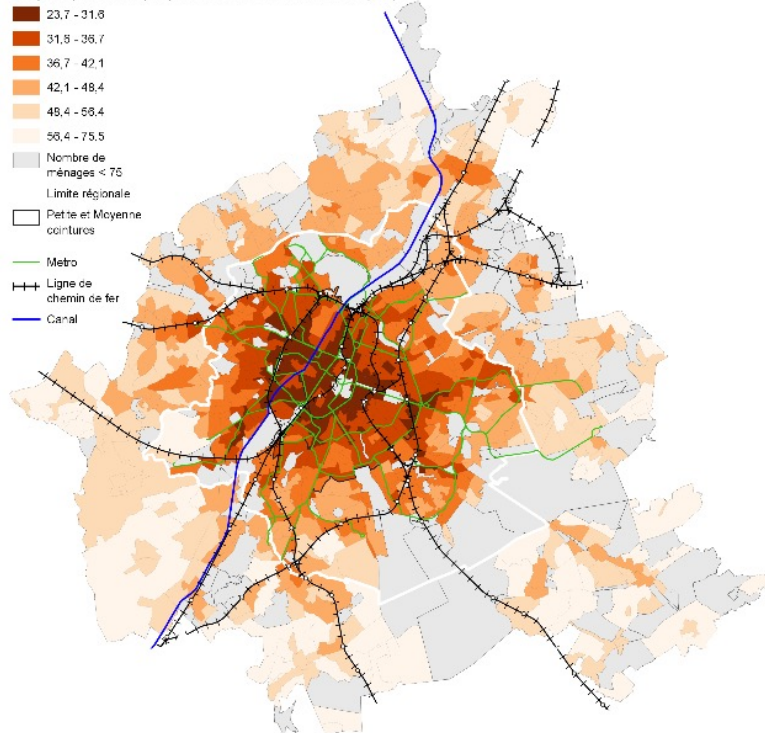 23,7 - 31,6
31,6 - 36,7
36,7 - 42,1
42,1 - 48,4
48,4 - 56,4
56,4 - 75,5
Nombre de
ménages < 75
Limite régionale
Petite et Moyenne
ceintures
Metro
Ligne de
chemin de fer
Canal